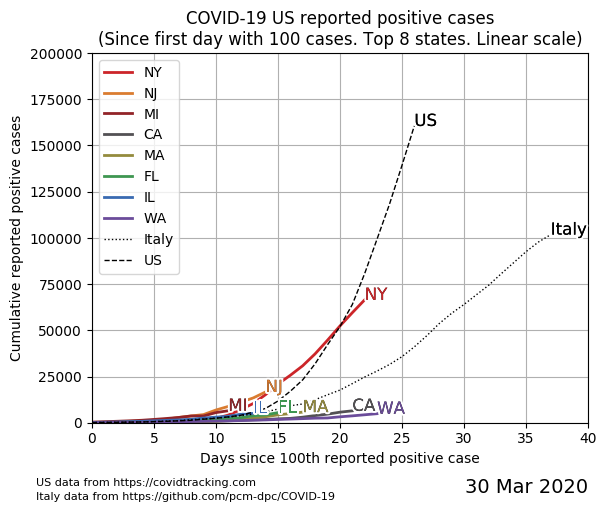 COVID-19 US reported positive cases
(Since first day with 100 cases. Top 8 states. Linear scale)
Cumulative reported positive cases
200000
175000
150000
125000
100000
75000
50000
25000
0
NY
NJ
MI
CA
MA
FL
IL
WA
Italy
US
US
Italy
NY
NJ
MI IL FL MA CA WA
0 5 10 15 20 25 30 35 40
Days since 100th reported positive case
US data from https://covidtracking.com
Italy data from https://github.com/pcm-dpc/COVID-19
30 Mar 2020